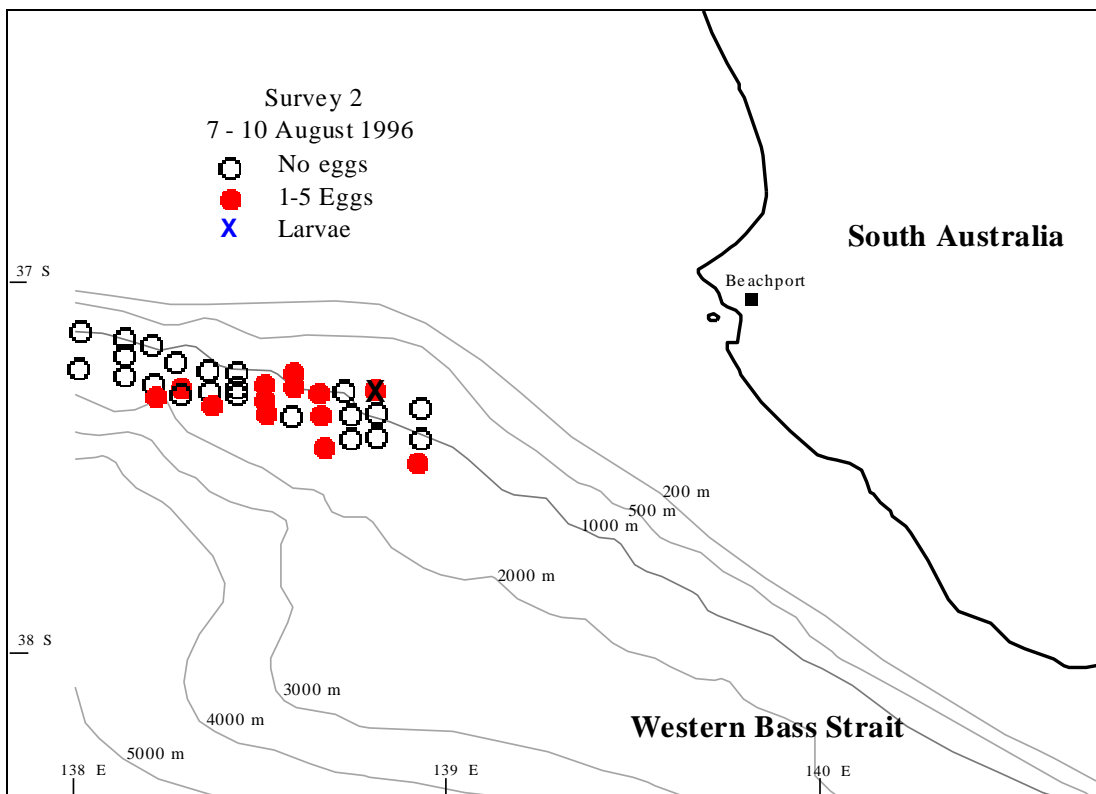 Survey 2
7 - 10 August 1996
No eggs
1-5 Eggs
X Larvae
South Australia
37 S
Beachport
200 m
500 m
1000 m
2000 m
38 S
3000 m
4000 m
Western Bass Strait
5000 m
138 E
139 E
140 E